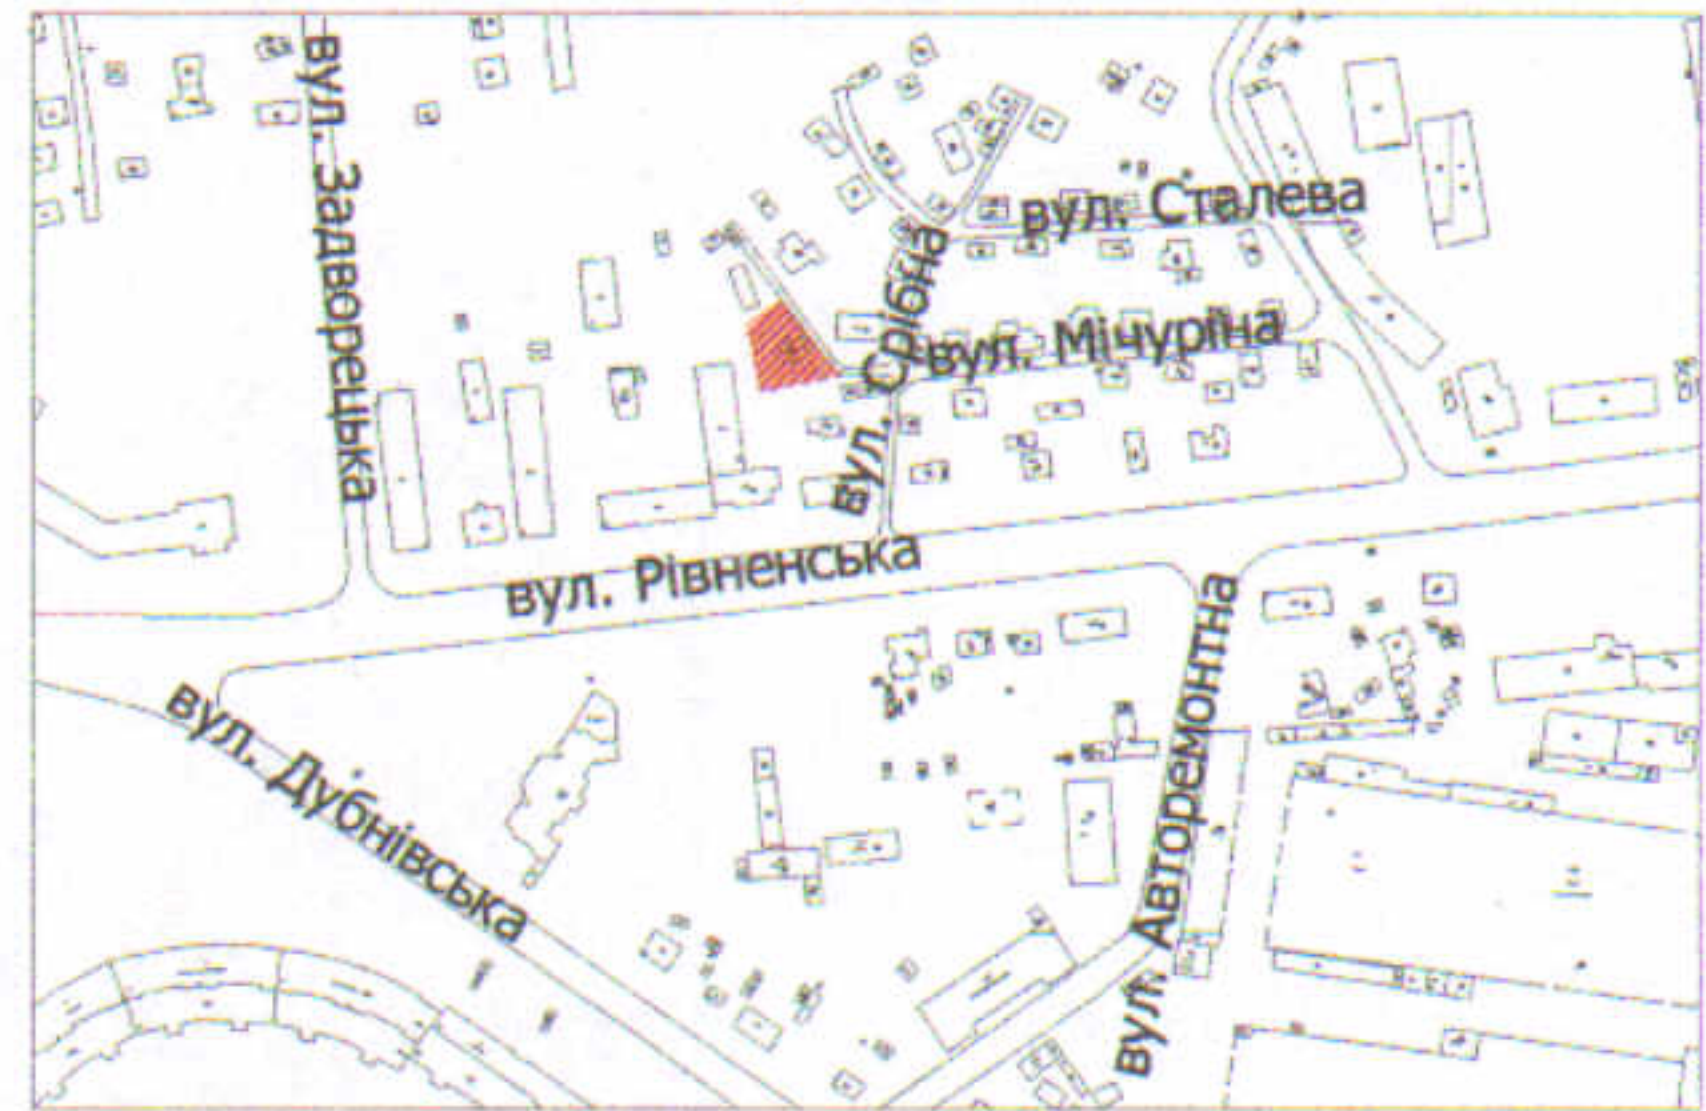 вул. Задворецька
вул. Сталева
вул. Срібна
вул. Мічуріна
вул. Рівненська
вул. Дубнівська
вул. Авторемонтна